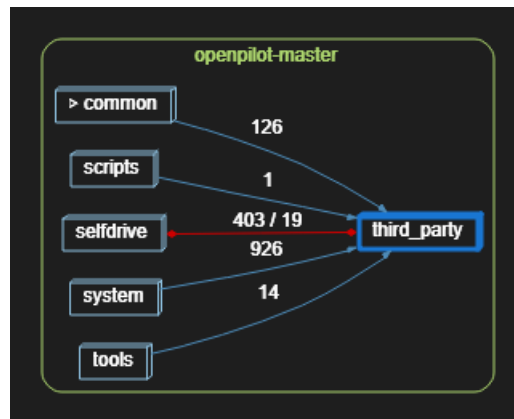 openpilot-master
> common
126
scripts
1
selfdrive
403 / 19
third_party
926
system
14
tools